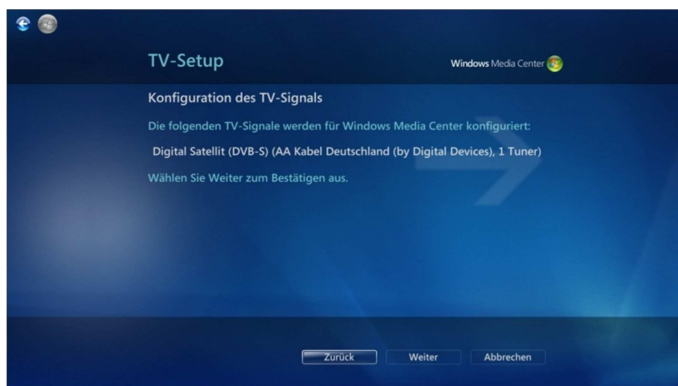 TV-Setup
Windows Media Center
Konfiguration des TV-Signals
Die folgenden TV-Signale werden für Windows Media Center konfiguriert:
Digital Satellit (DVB-S) (AA Kabel Deutschland (by Digital Devices), 1 Tuner)
Wählen Sie Weiter zum Bestätigen aus.
Zurück Weiter Abbrechen